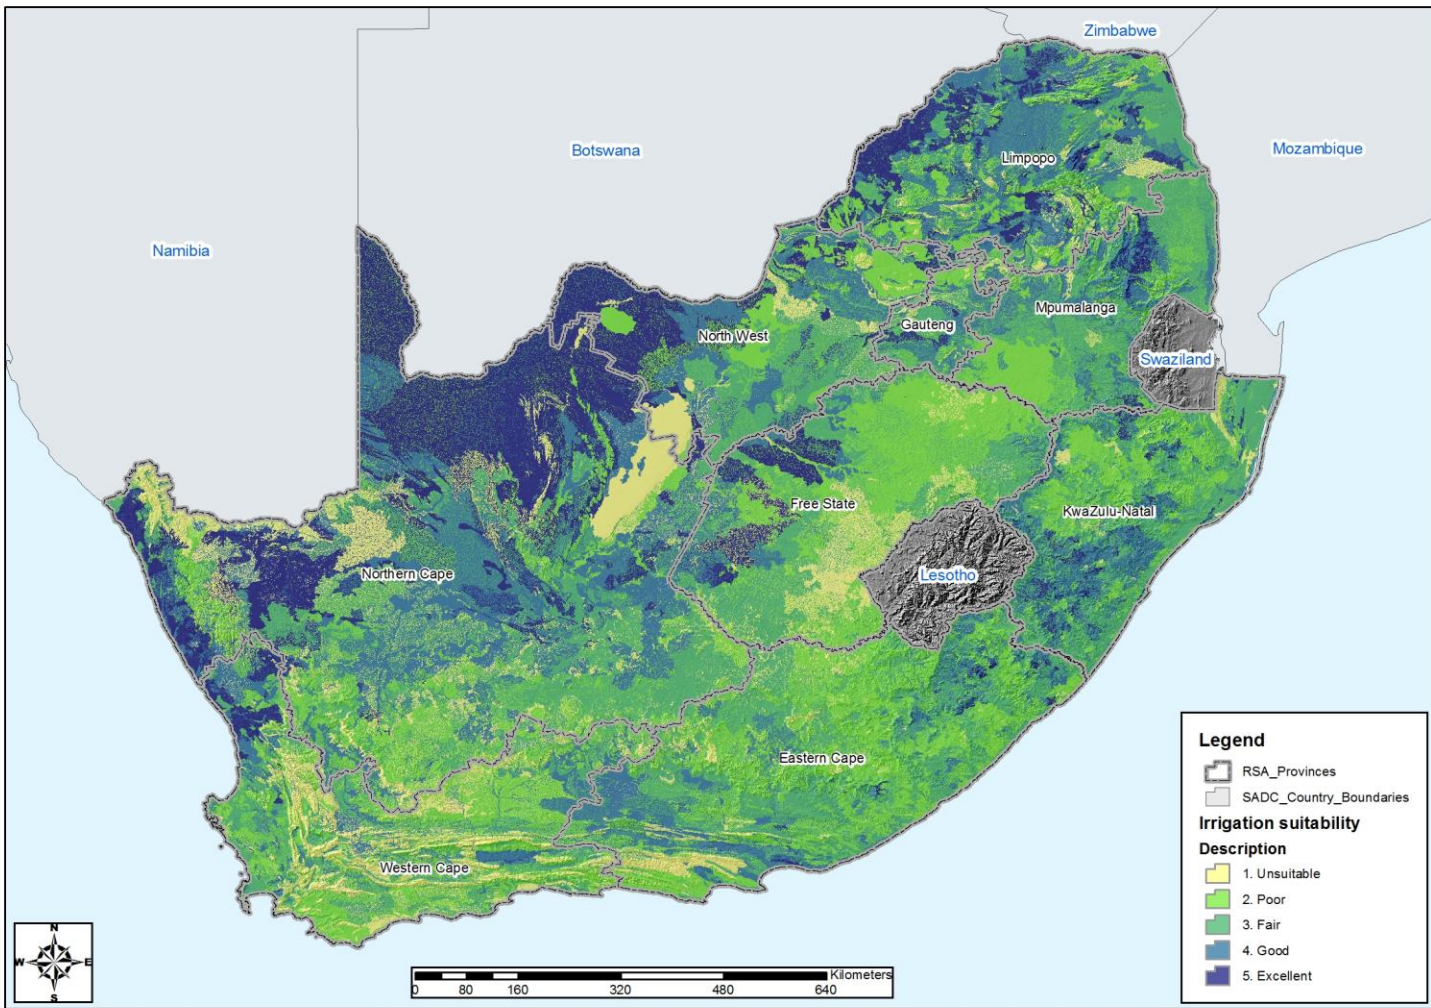 Zimbabwe
Botswana
Mozambique
Limpopo
Namibia
Mpumalanga
Gauteng
North West
Swaziland
Free State
KwaZulu-Natal
Northern Cape
Lesotho
Eastern Cape
Western Cape
Legend
RSA_Provinces
SADC_Country_Boundaries
Irrigation suitability
Description
1. Unsuitable
2. Poor
3. Fair
4. Good
5. Excellent
N
W E
S
Kilometers
0 80 160 320 480 640